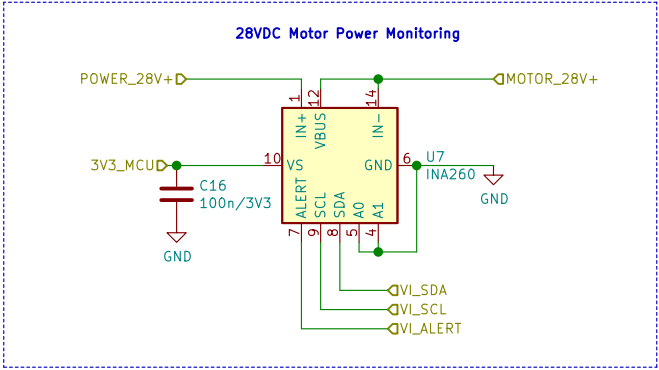 28VDC Motor Power Monitoring
POWER_28V+
MOTOR_28V+
1
12
14
IN+
VBUS
IN-
3V3_MCU
10
VS
GND
6
U7
INA260
C16
100n/3V3
GND
GND
ALERT
SCL
SDA
A0
A1
7
9
8
5
4
VI_SDA
VI_SCL
VI_ALERT